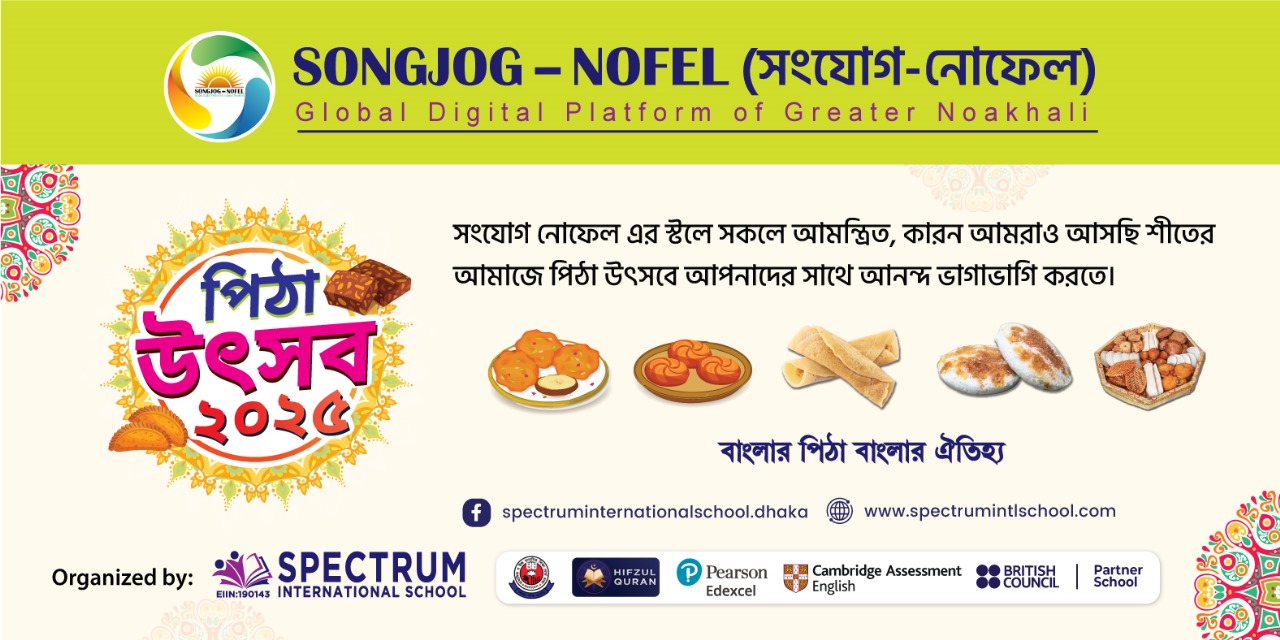 SONGJOG – NOFEL (সংযোগ-নোফেল)
Global Digital Platform of Greater Noakhali
SONGJOG – NOFEL
পিঠা
উৎসব
২০২৫
সংযোগ নোফেল এর স্টলে সকলে আমন্ত্রিত, কারন আমরাও আসছি শীতের
আমাজে পিঠা উৎসবে আপনাদের সাথে আনন্দ ভাগাভাগি করতে।
বাংলার পিঠা বাংলার ঐতিহ্য
spectruminternationalschool.dhaka www.spectrumintlschool.com
Organized by:
SPECTRUM
INTERNATIONAL SCHOOL
EIIN:190143
HIFZUL
QURAN
Pearson
Edexcel
Cambridge Assessment
English
BRITISH
COUNCIL
Partner
School